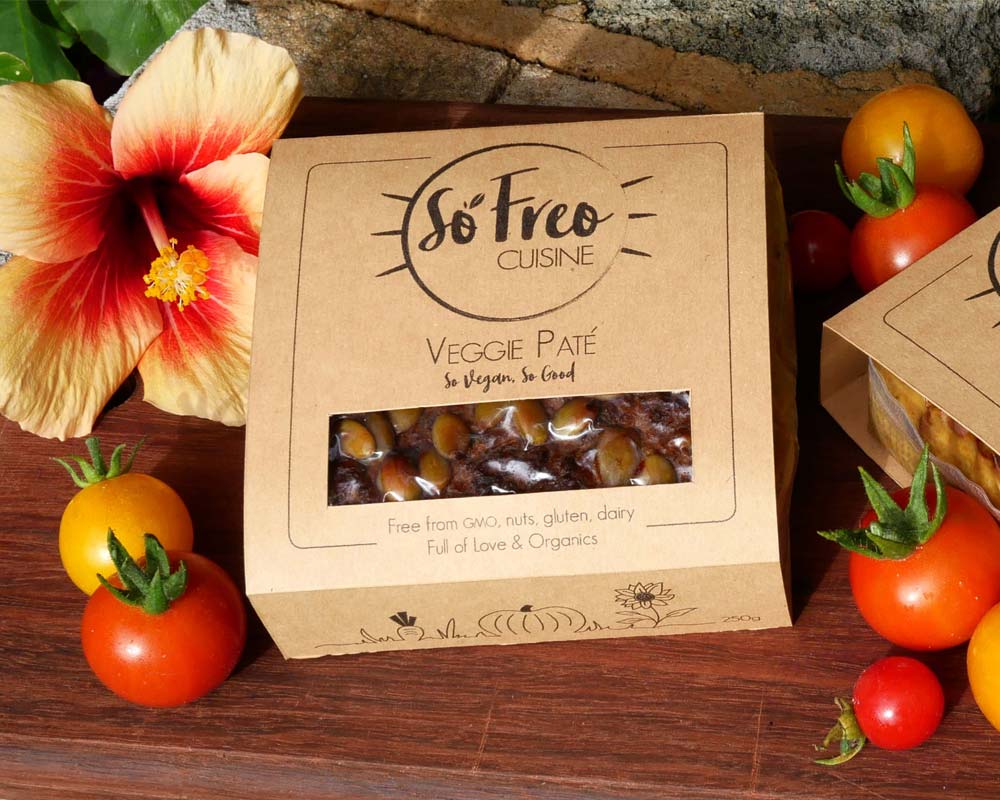 Só Freo
CUISINE
VEGGIE PATÉ
So Vegan, So Good
Free from GMO, nuts, gluten, dairy
Full of Love & Organics
250g